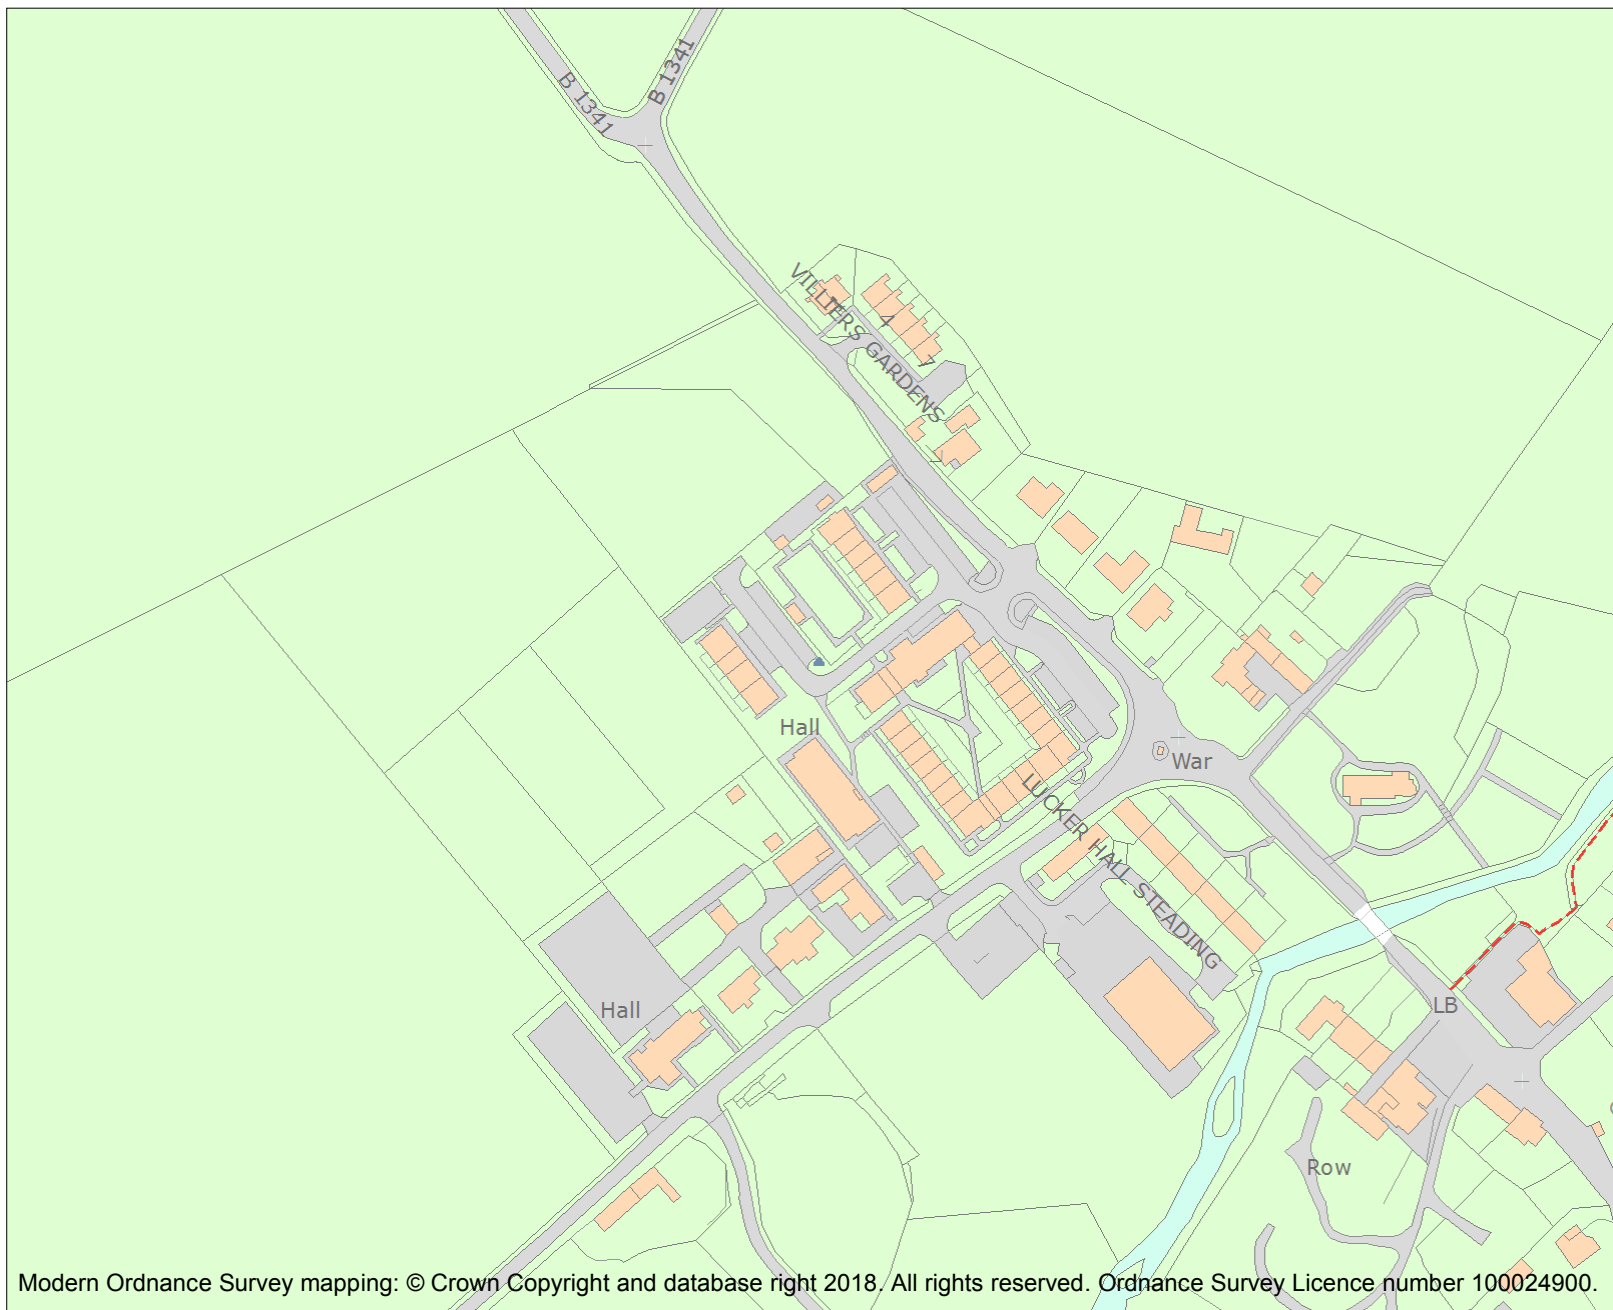 B 1341
B 1341
VILLIERS GARDENS
4
7
1
Hall
War
LUCKER HALL STEADING
Hall
LB
Row
Modern Ordnance Survey mapping: © Crown Copyright and database right 2018. All rights reserved. Ordnance Survey Licence number 100024900.